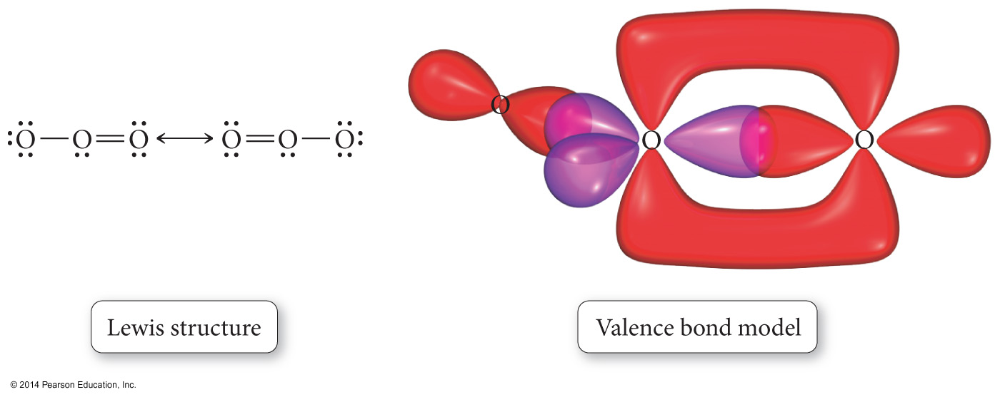 :Ö̤—O̤=Ö̤ ⟷ Ö̤=O̤—Ö̤:
O
O
O
Lewis structure
Valence bond model
© 2014 Pearson Education, Inc.